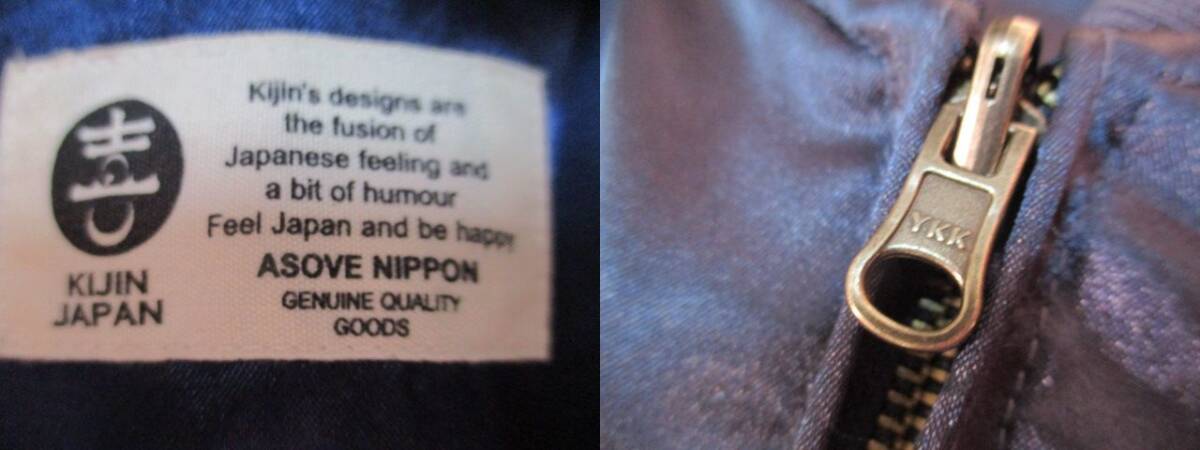 Kijin's designs are
the fusion of
Japanese feeling and
a bit of humour
Feel Japan and be happy
ASOVE NIPPON
GENUINE QUALITY
GOODS
KIJIN
JAPAN
YKK